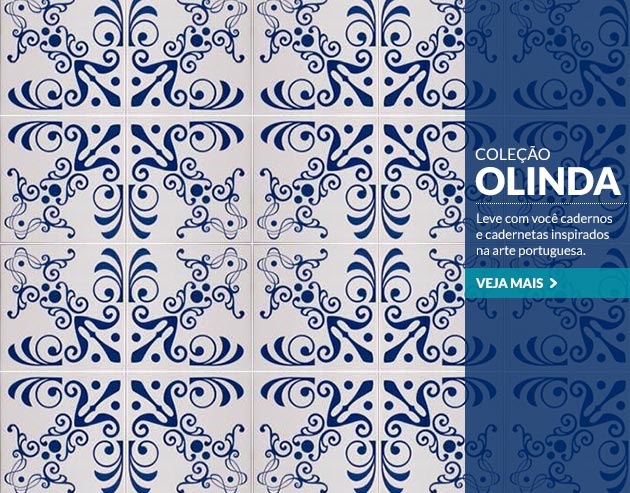 COLEÇÃO
OLINDA
Leve com você cadernos
e cadernetas inspirados
na arte portuguesa.
VEJA MAIS >